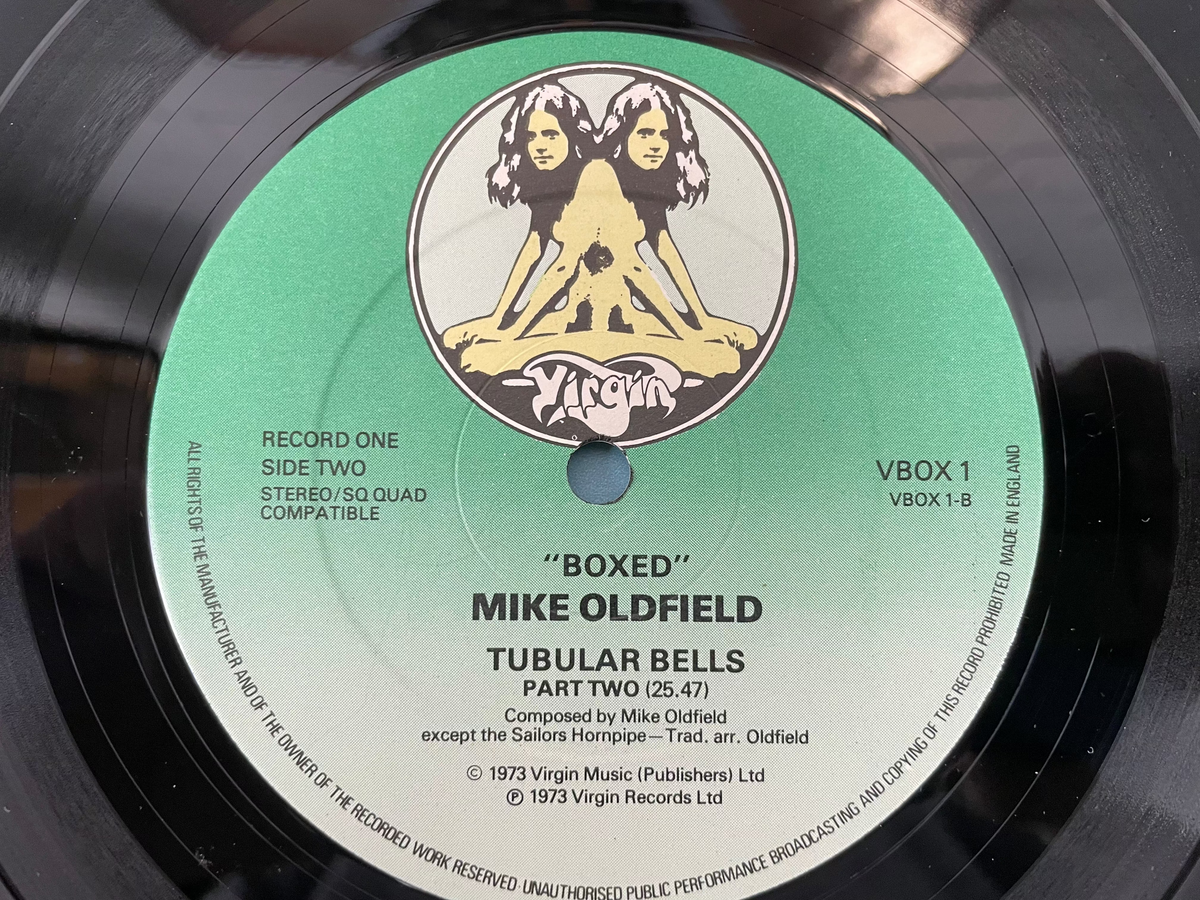 Virgin
RECORD ONE
SIDE TWO
STEREO/SQ QUAD
COMPATIBLE
VBOX 1
VBOX 1-B
"BOXED"
MIKE OLDFIELD
TUBULAR BELLS
PART TWO (25.47)
Composed by Mike Oldfield
except the Sailors Hornpipe—Trad. arr. Oldfield
© 1973 Virgin Music (Publishers) Ltd
℗ 1973 Virgin Records Ltd
ALL RIGHTS OF THE MANUFACTURER AND OF THE OWNER OF THE RECORDED WORK RESERVED · UNAUTHORISED PUBLIC PERFORMANCE BROADCASTING AND COPYING OF THIS RECORD PROHIBITED MADE IN ENGLAND